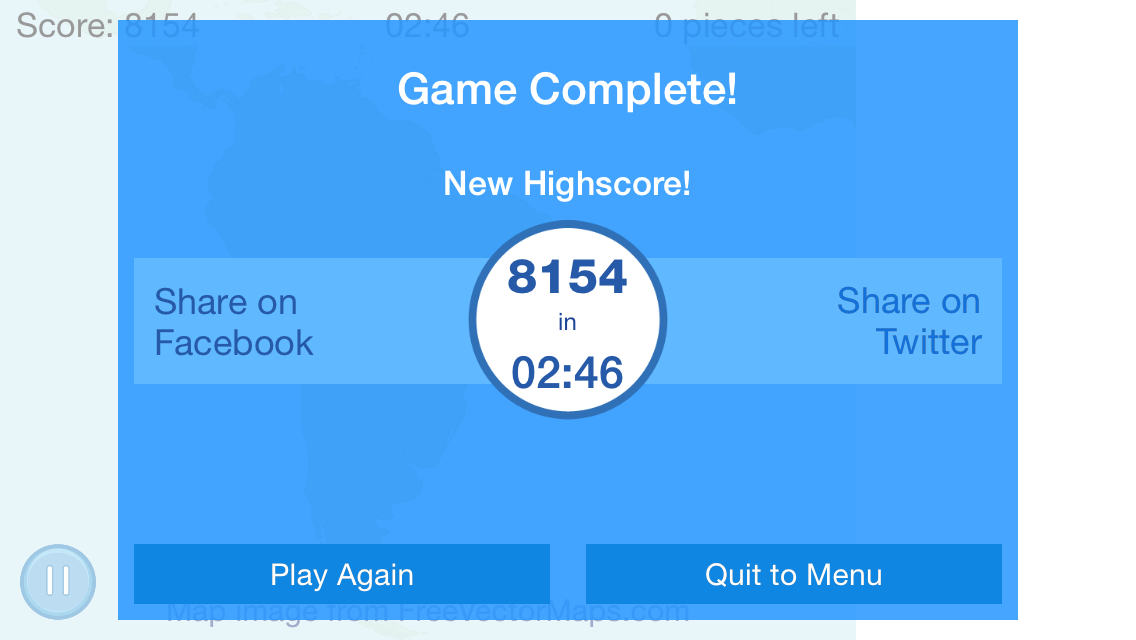 Score: 8154 02:46 0 pieces left
Game Complete!
New Highscore!
8154
in
02:46
Share on
Facebook
Share on
Twitter
Play Again
Quit to Menu
Map image from FreeVectorMaps.com